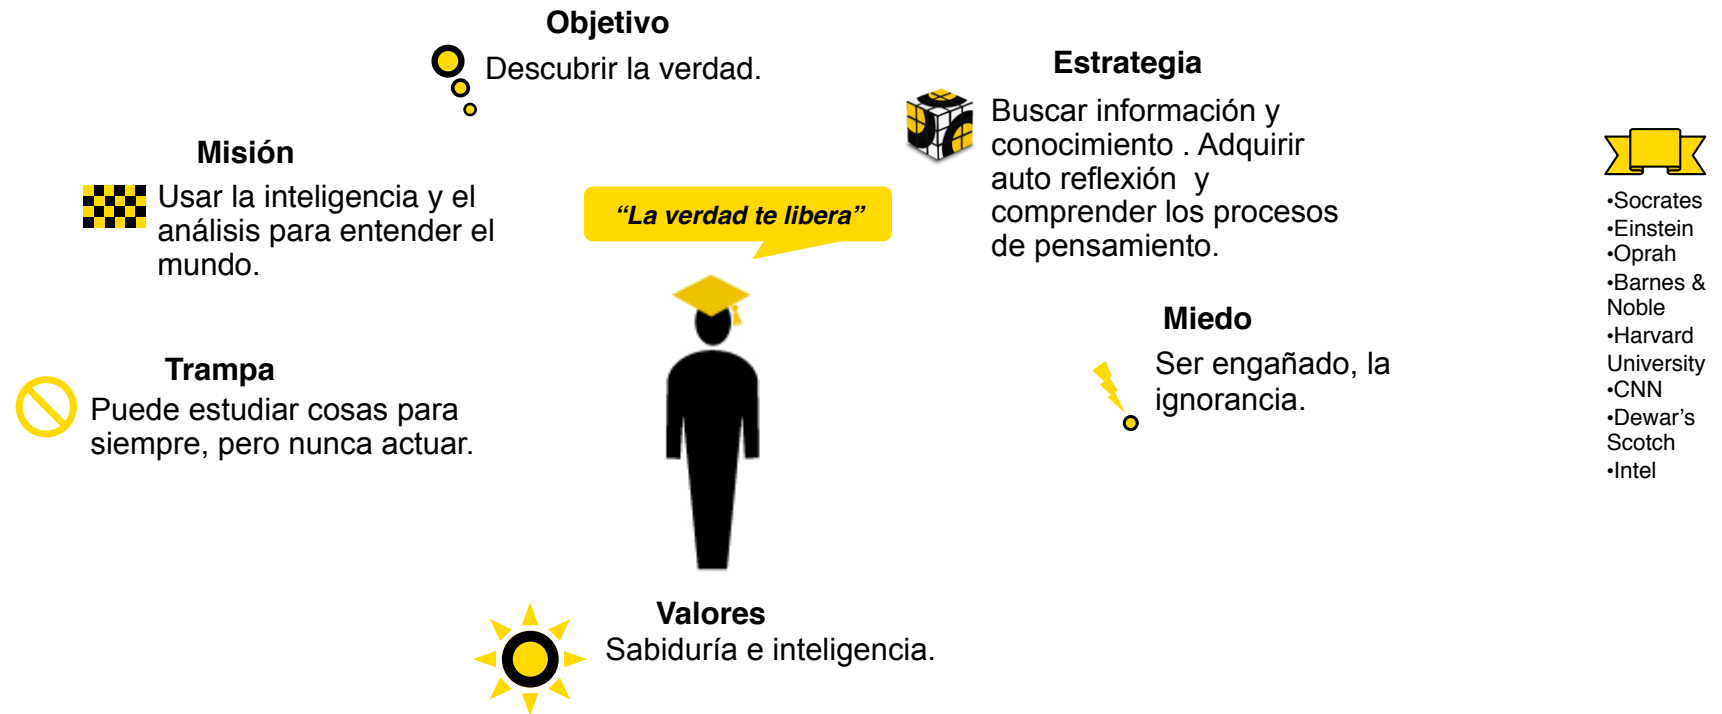 Objetivo
Descubrir la verdad.
Estrategia
Buscar información y
conocimiento . Adquirir
auto reflexión  y
comprender los procesos
de pensamiento.
Misión
Usar la inteligencia y el
análisis para entender el
mundo.
“La verdad te libera”
Miedo
Ser engañado, la
ignorancia.
Trampa
Puede estudiar cosas para
siempre, pero nunca actuar.
Valores
Sabiduría e inteligencia.
•Socrates
•Einstein
•Oprah
•Barnes &
Noble
•Harvard
University
•CNN
•Dewar’s
Scotch
•Intel